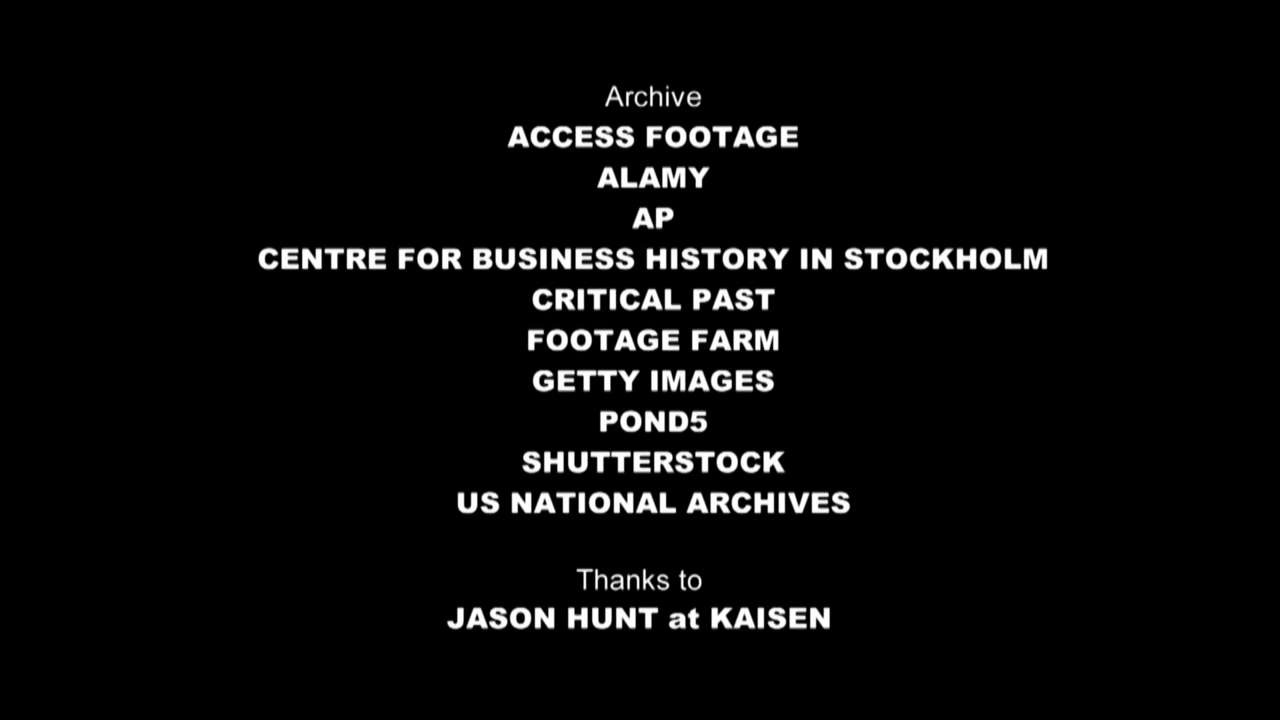 Archive
ACCESS FOOTAGE
ALAMY
AP
CENTRE FOR BUSINESS HISTORY IN STOCKHOLM
CRITICAL PAST
FOOTAGE FARM
GETTY IMAGES
POND5
SHUTTERSTOCK
US NATIONAL ARCHIVES
Thanks to
JASON HUNT at KAISEN